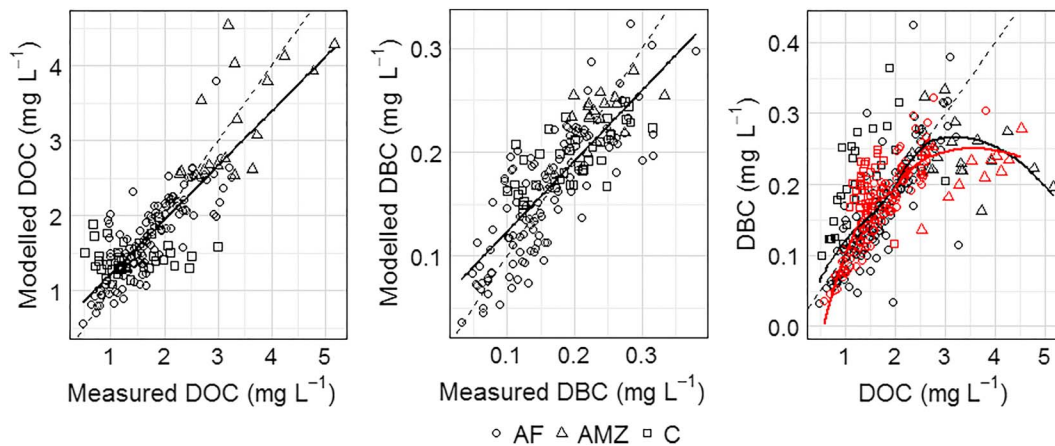 Modelled DOC (mg L⁻¹)
4
3
2
1
1 2 3 4 5
Measured DOC (mg L⁻¹)
Modelled DBC (mg L⁻¹)
0.3
0.2
0.1
0.1 0.2 0.3
Measured DBC (mg L⁻¹)
DBC (mg L⁻¹)
0.4
0.3
0.2
0.1
0.0
1 2 3 4 5
DOC (mg L⁻¹)
AF AMZ C